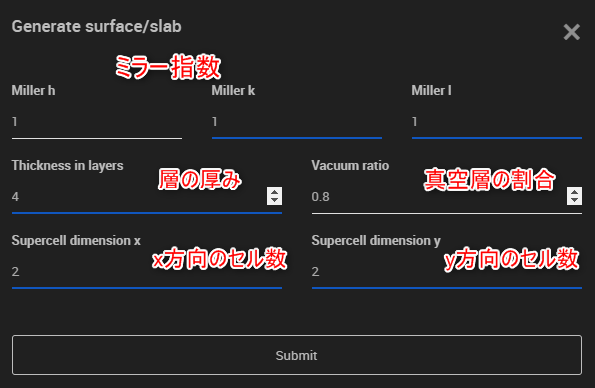 Generate surface/slab
ミラー指数
Miller h Miller k Miller l
1 1 1
Thickness in layers 層の厚み Vacuum ratio 真空層の割合
4 0.8
Supercell dimension x x方向のセル数 Supercell dimension y y方向のセル数
2 2
Submit